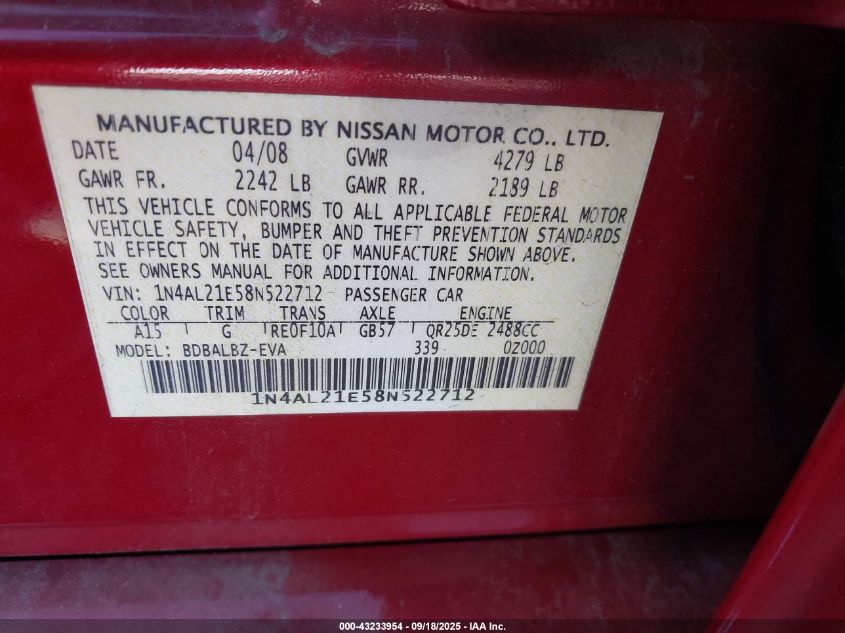 MANUFACTURED BY NISSAN MOTOR CO., LTD.
DATE 04/08 GVWR 4279 LB
GAWR FR. 2242 LB GAWR RR. 2189 LB
THIS VEHICLE CONFORMS TO ALL APPLICABLE FEDERAL MOTOR
VEHICLE SAFETY, BUMPER AND THEFT PREVENTION STANDARDS
IN EFFECT ON THE DATE OF MANUFACTURE SHOWN ABOVE.
SEE OWNERS MANUAL FOR ADDITIONAL INFORMATION.
VIN: 1N4AL21E58N522712 PASSENGER CAR
COLOR TRIM TRANS AXLE ENGINE
A15 G RE0F10A GB57 QR25DE 2488CC
MODEL: BDBALBZ-EVA 339 0Z000
1N4AL21E58N522712
000-43233954 - 09/18/2025 - IAA Inc.